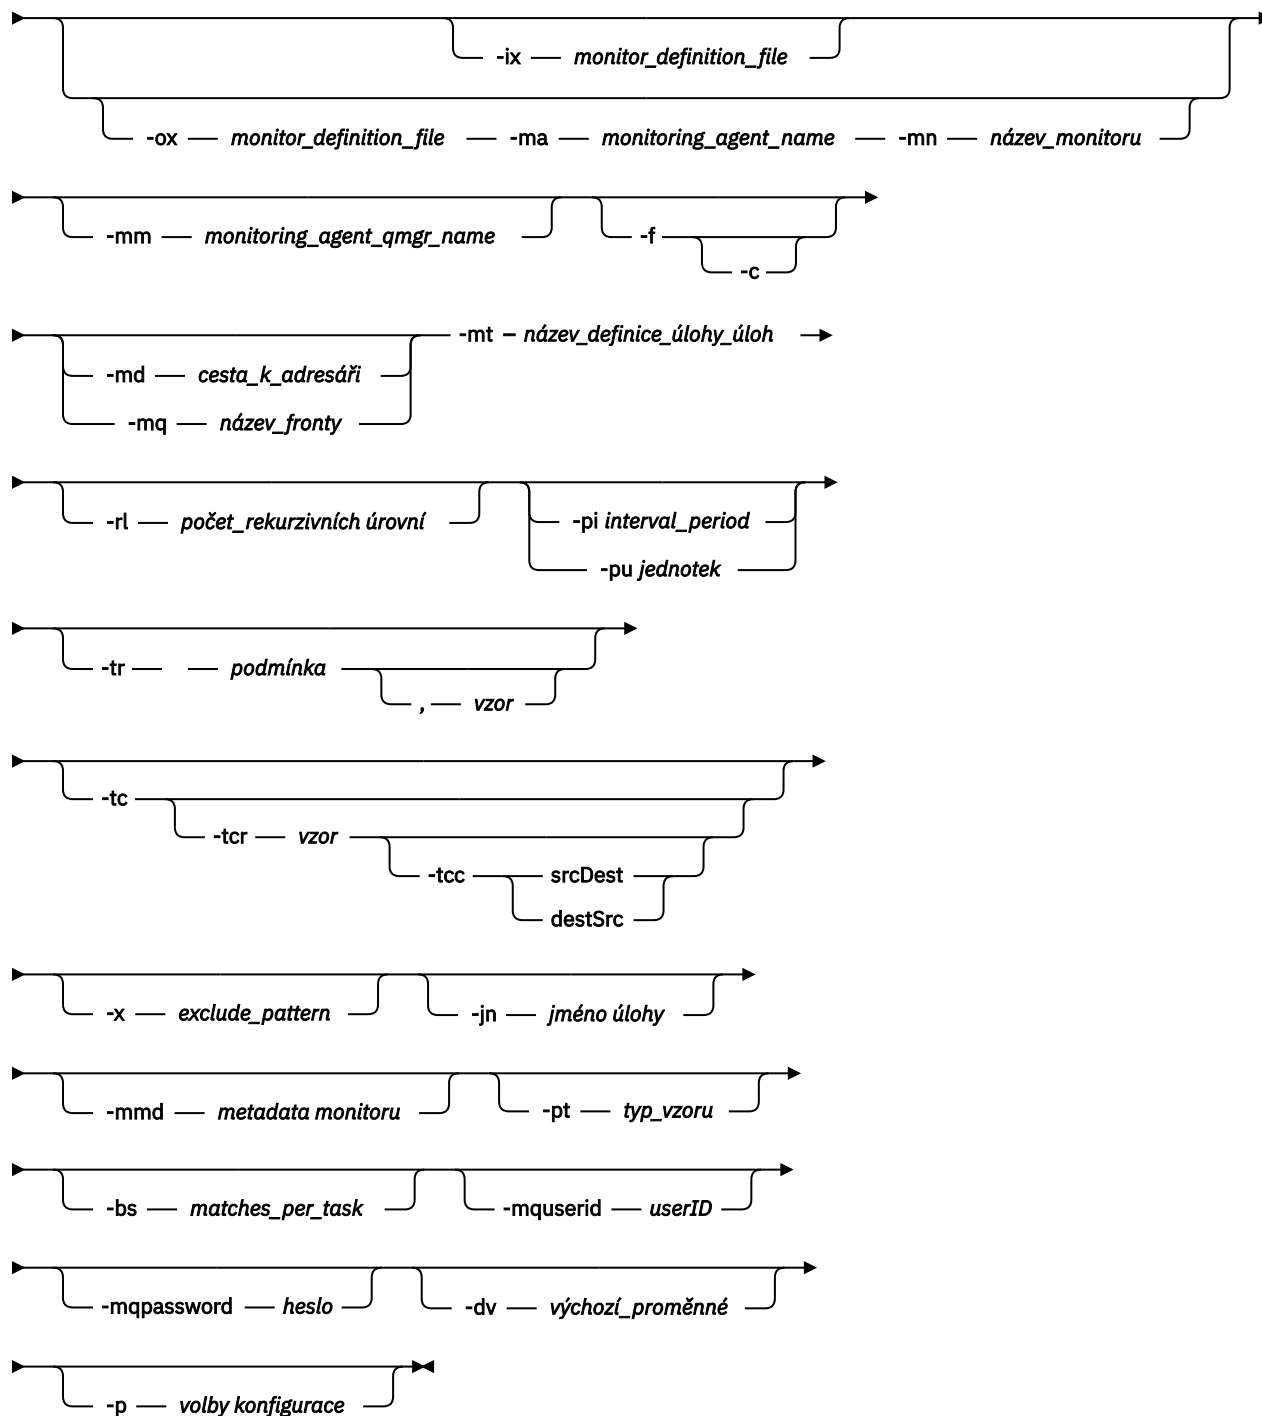 -ix monitor_definition_file
-ox monitor_definition_file -ma monitoring_agent_name -mn název_monitoru
-mm monitoring_agent_qmgr_name -f
-c
-mt – název_definice_úlohy_úloh
-md cesta_k_adresáři
-mq název_fronty
-rl počet_rekurzivních úrovní -pi interval_period
-pu jednotek
-tr podmínka
, vzor
-tc
-tcr vzor
-tcc srcDest
destSrc
-x exclude_pattern -jn jméno úlohy
-mmd metadata monitoru -pt typ_vzoru
-bs matches_per_task -mquserid userID
-mqpassword heslo -dv výchozí_proměnné
-p volby konfigurace